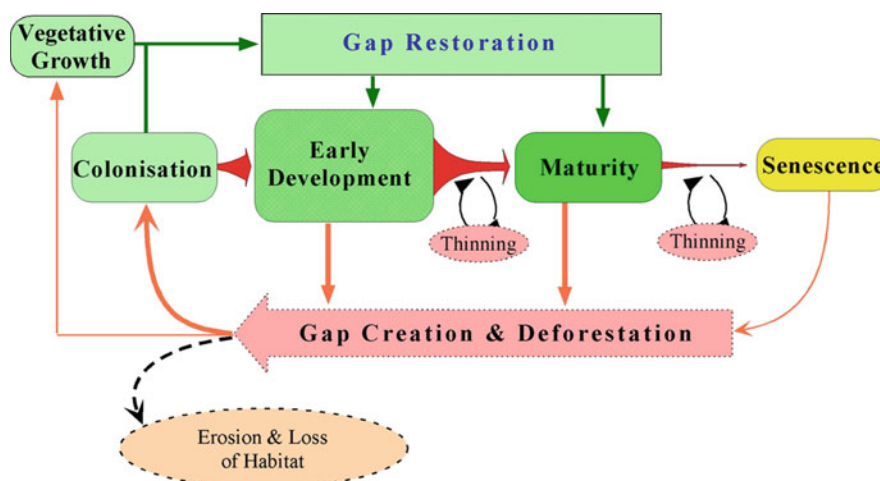 Vegetative
Growth
Gap Restoration
Colonisation
Early
Development
Maturity
Senescence
Thinning
Thinning
Gap Creation & Deforestation
Erosion & Loss
of Habitat